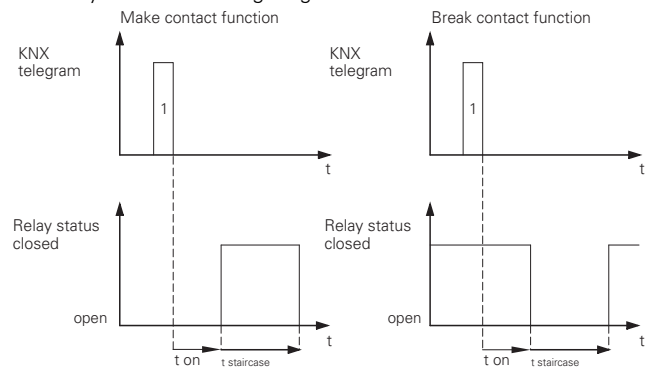 Make contact function
KNX
telegram
1
t
Relay status
closed
open
t
t on
t staircase
Break contact function
KNX
telegram
1
t
Relay status
closed
open
t
t on
t staircase